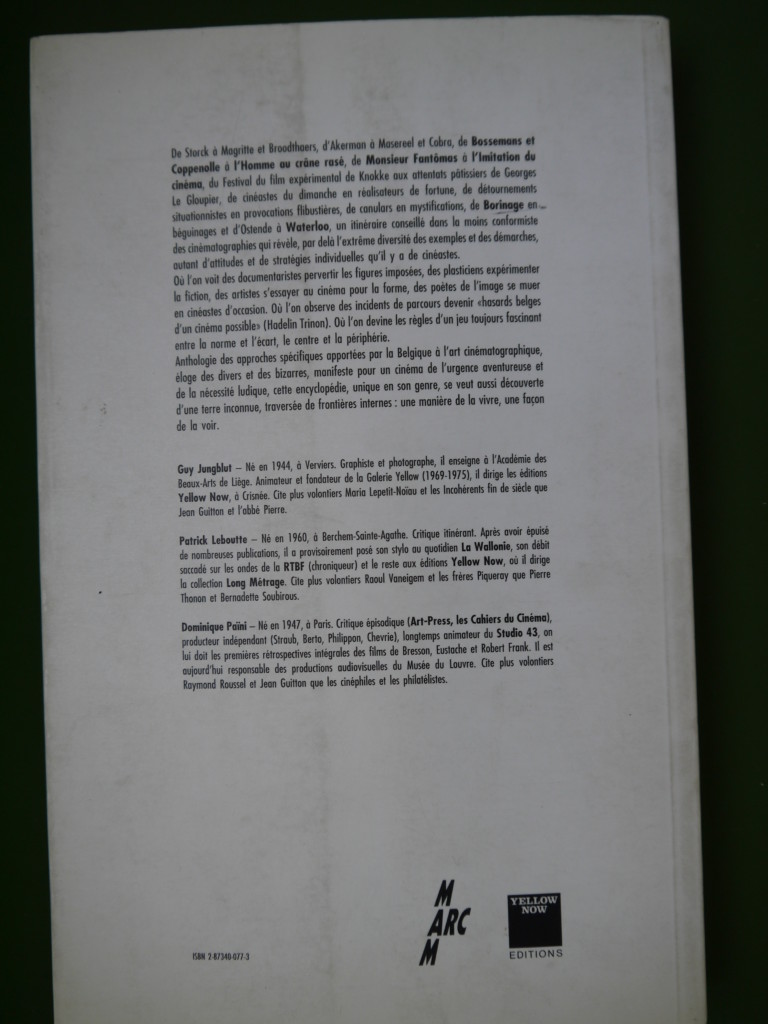 De Storck à Magritte et Broodthaers, d'Akerman à Masereel et Cobra, de Bossemans et
Coppenolle à l'Homme au crâne rasé, de Monsieur Fantômas à l'Imitation du
cinéma, du Festival du film expérimental de Knokke aux attentats pâtissiers de Georges
Le Gloupier, de cinéastes du dimanche en réalisateurs de fortune, de détournements
situationnistes en provocations flibustières, de canulars en mystifications, de Borinage en
béguinages et d'Ostende à Waterloo, un itinéraire conseillé dans la moins conformiste
des cinématographies qui révèle, par delà l'extrême diversité des exemples et des démarches,
autant d'attitudes et de stratégies individuelles qu'il y a de cinéastes.
Où l'on voit des documentaristes pervertir les figures imposées, des plasticiens expérimenter
la fiction, des artistes s'essayer au cinéma pour la forme, des poètes de l'image se muer
en cinéastes d'occasion. Où l'on observe des incidents de parcours devenir «hasards belges
d'un cinéma possible» (Hadelin Trinon). Où l'on devine les règles d'un jeu toujours fascinant
entre la norme et l'écart, le centre et la périphérie.
Anthologie des approches spécifiques apportées par la Belgique à l'art cinématographique,
éloge des divers et des bizarres, manifeste pour un cinéma de l'urgence aventureuse et
de la nécessité ludique, cette encyclopédie, unique en son genre, se veut aussi découverte
d'une terre inconnue, traversée de frontières internes : une manière de la vivre, une façon
de la voir.
Guy Jungblut – Né en 1944, à Verviers. Graphiste et photographe, il enseigne à l'Académie des
Beaux-Arts de Liège. Animateur et fondateur de la Galerie Yellow (1969-1975), il dirige les éditions
Yellow Now, à Crisnée. Cite plus volontiers Maria Lepetit-Noïau et les Incohérents fin de siècle que
Jean Guitton et l'abbé Pierre.
Patrick Leboutte – Né en 1960, à Berchem-Sainte-Agathe. Critique itinérant. Après avoir épuisé
de nombreuses publications, il a provisoirement posé son stylo au quotidien La Wallonie, son débit
saccadé sur les ondes de la RTBF (chroniqueur) et le reste aux éditions Yellow Now, où il dirige
la collection Long Métrage. Cite plus volontiers Raoul Vaneigem et les frères Piqueray que Pierre
Thonon et Bernadette Soubirous.
Dominique Païni – Né en 1947, à Paris. Critique épisodique (Art-Press, les Cahiers du Cinéma),
producteur indépendant (Straub, Berto, Philippon, Chevrie), longtemps animateur du Studio 43, on
lui doit les premières rétrospectives intégrales des films de Bresson, Eustache et Robert Frank. Il est
aujourd'hui responsable des productions audiovisuelles du Musée du Louvre. Cite plus volontiers
Raymond Roussel et Jean Guitton que les cinéphiles et les philatélistes.
M
ARC
M
YELLOW
NOW
EDITIONS
ISBN 2-87340-077-3